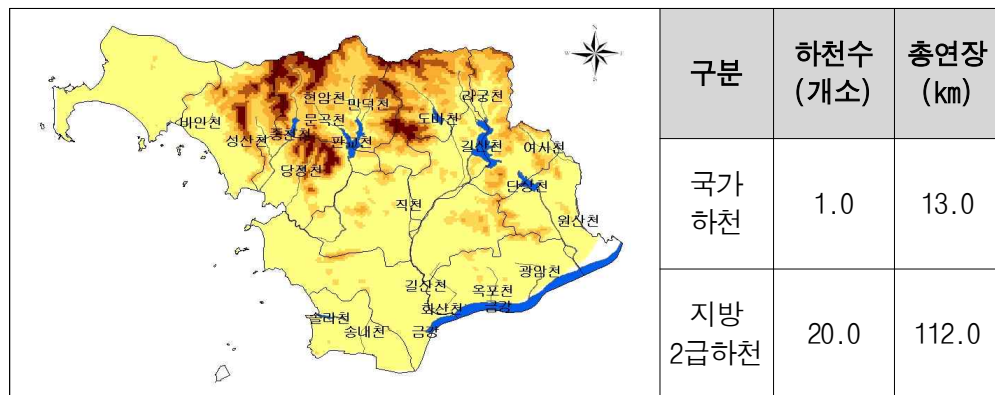 현암천
만덕천
라궁천
비안천
문곡천
도마천
성산천
종천천
판교천
길산천
여사천
당정천
단상천
직천
원산천
광암천
길산천
옥포천
화산천
금강
솔리천
송내천
금강
구분
하천수
(개소)
총연장
(㎞)
국가
하천
1.0
13.0
지방
2급하천
20.0
112.0